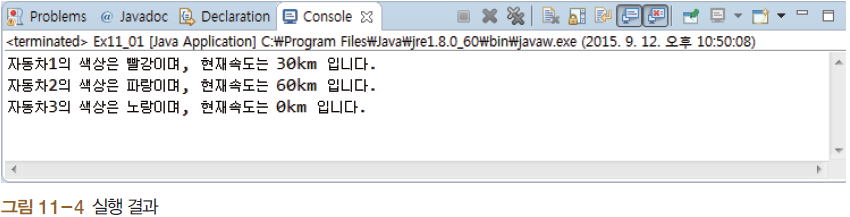 Problems @ Javadoc Declaration Console
<terminated> Ex11_01 [Java Application] C:₩Program Files₩Java₩jre1.8.0_60₩bin₩javaw.exe (2015. 9. 12. 오후 10:50:08)
자동차1의 색상은 빨강이며, 현재속도는 30km 입니다.
자동차2의 색상은 파랑이며, 현재속도는 60km 입니다.
자동차3의 색상은 노랑이며, 현재속도는 0km 입니다.
그림 11-4 실행 결과